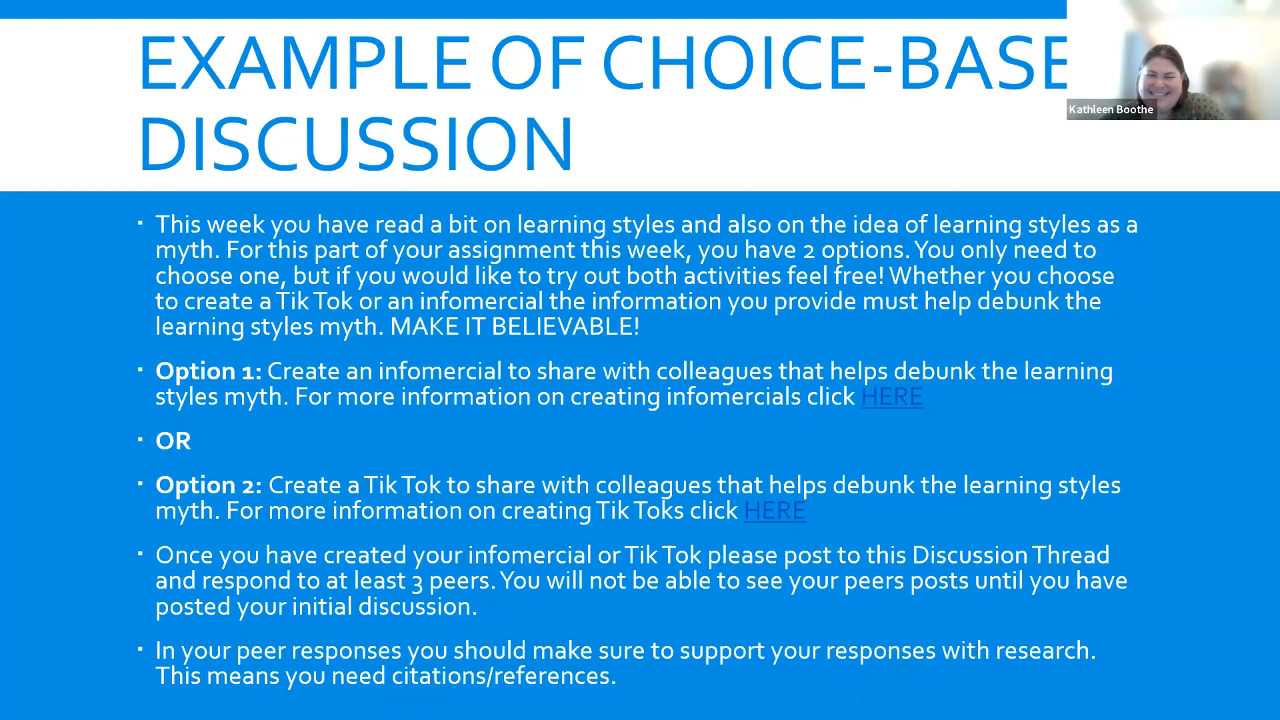 EXAMPLE OF CHOICE-BASE
DISCUSSION
Kathleen Boothe
▪ This week you have read a bit on learning styles and also on the idea of learning styles as a
myth. For this part of your assignment this week, you have 2 options. You only need to
choose one, but if you would like to try out both activities feel free! Whether you choose
to create a Tik Tok or an infomercial the information you provide must help debunk the
learning styles myth. MAKE IT BELIEVABLE!
▪ Option 1: Create an infomercial to share with colleagues that helps debunk the learning
styles myth. For more information on creating infomercials click HERE
▪ OR
▪ Option 2: Create a Tik Tok to share with colleagues that helps debunk the learning styles
myth. For more information on creating Tik Toks click HERE
▪ Once you have created your infomercial or Tik Tok please post to this Discussion Thread
and respond to at least 3 peers. You will not be able to see your peers posts until you have
posted your initial discussion.
▪ In your peer responses you should make sure to support your responses with research.
This means you need citations/references.